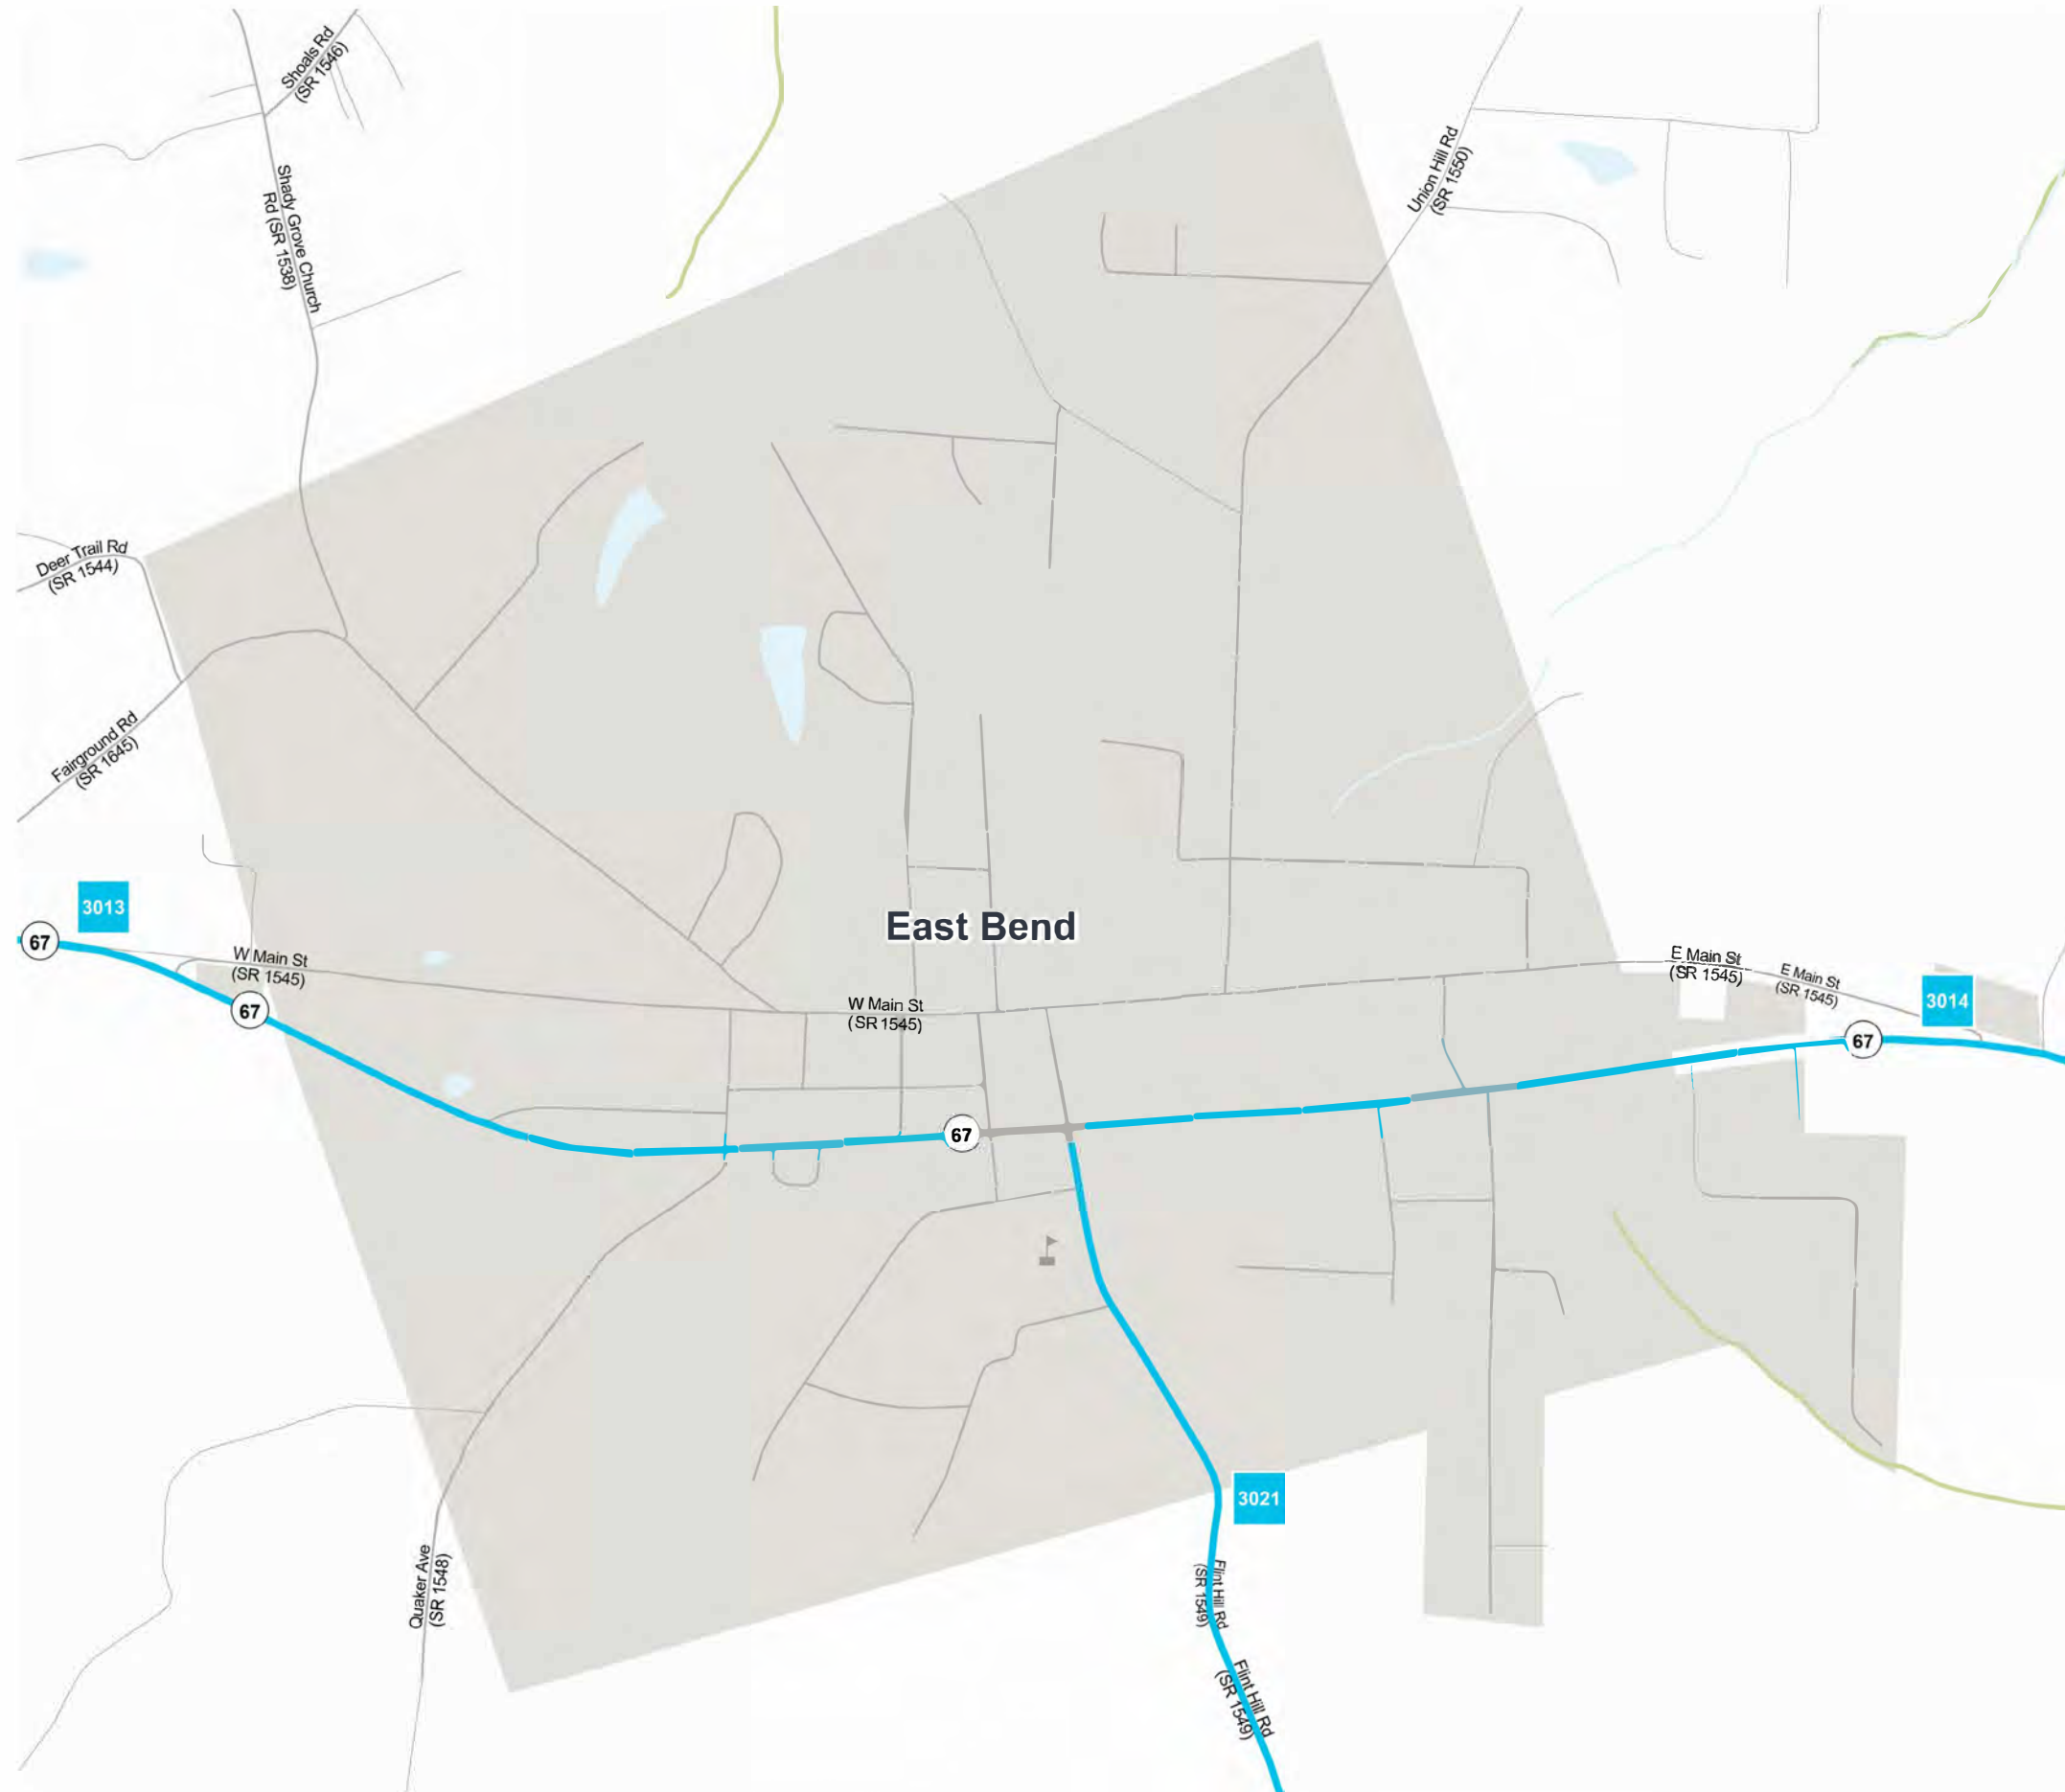 Shoals Rd
(SR 1546)
Union Hill Rd
(SR 1550)
Shady Grove Church
Rd (SR 1538)
Deer Trail Rd
(SR 1544)
Fairground Rd
(SR 1645)
3013
67
W Main St
(SR 1545)
67
East Bend
W Main St
(SR 1545)
E Main St
(SR 1545)
E Main St
(SR 1545)
3014
67
67
3021
Quaker Ave
(SR 1548)
Flint Hill Rd
(SR 1549)
Flint Hill Rd
(SR 1549)